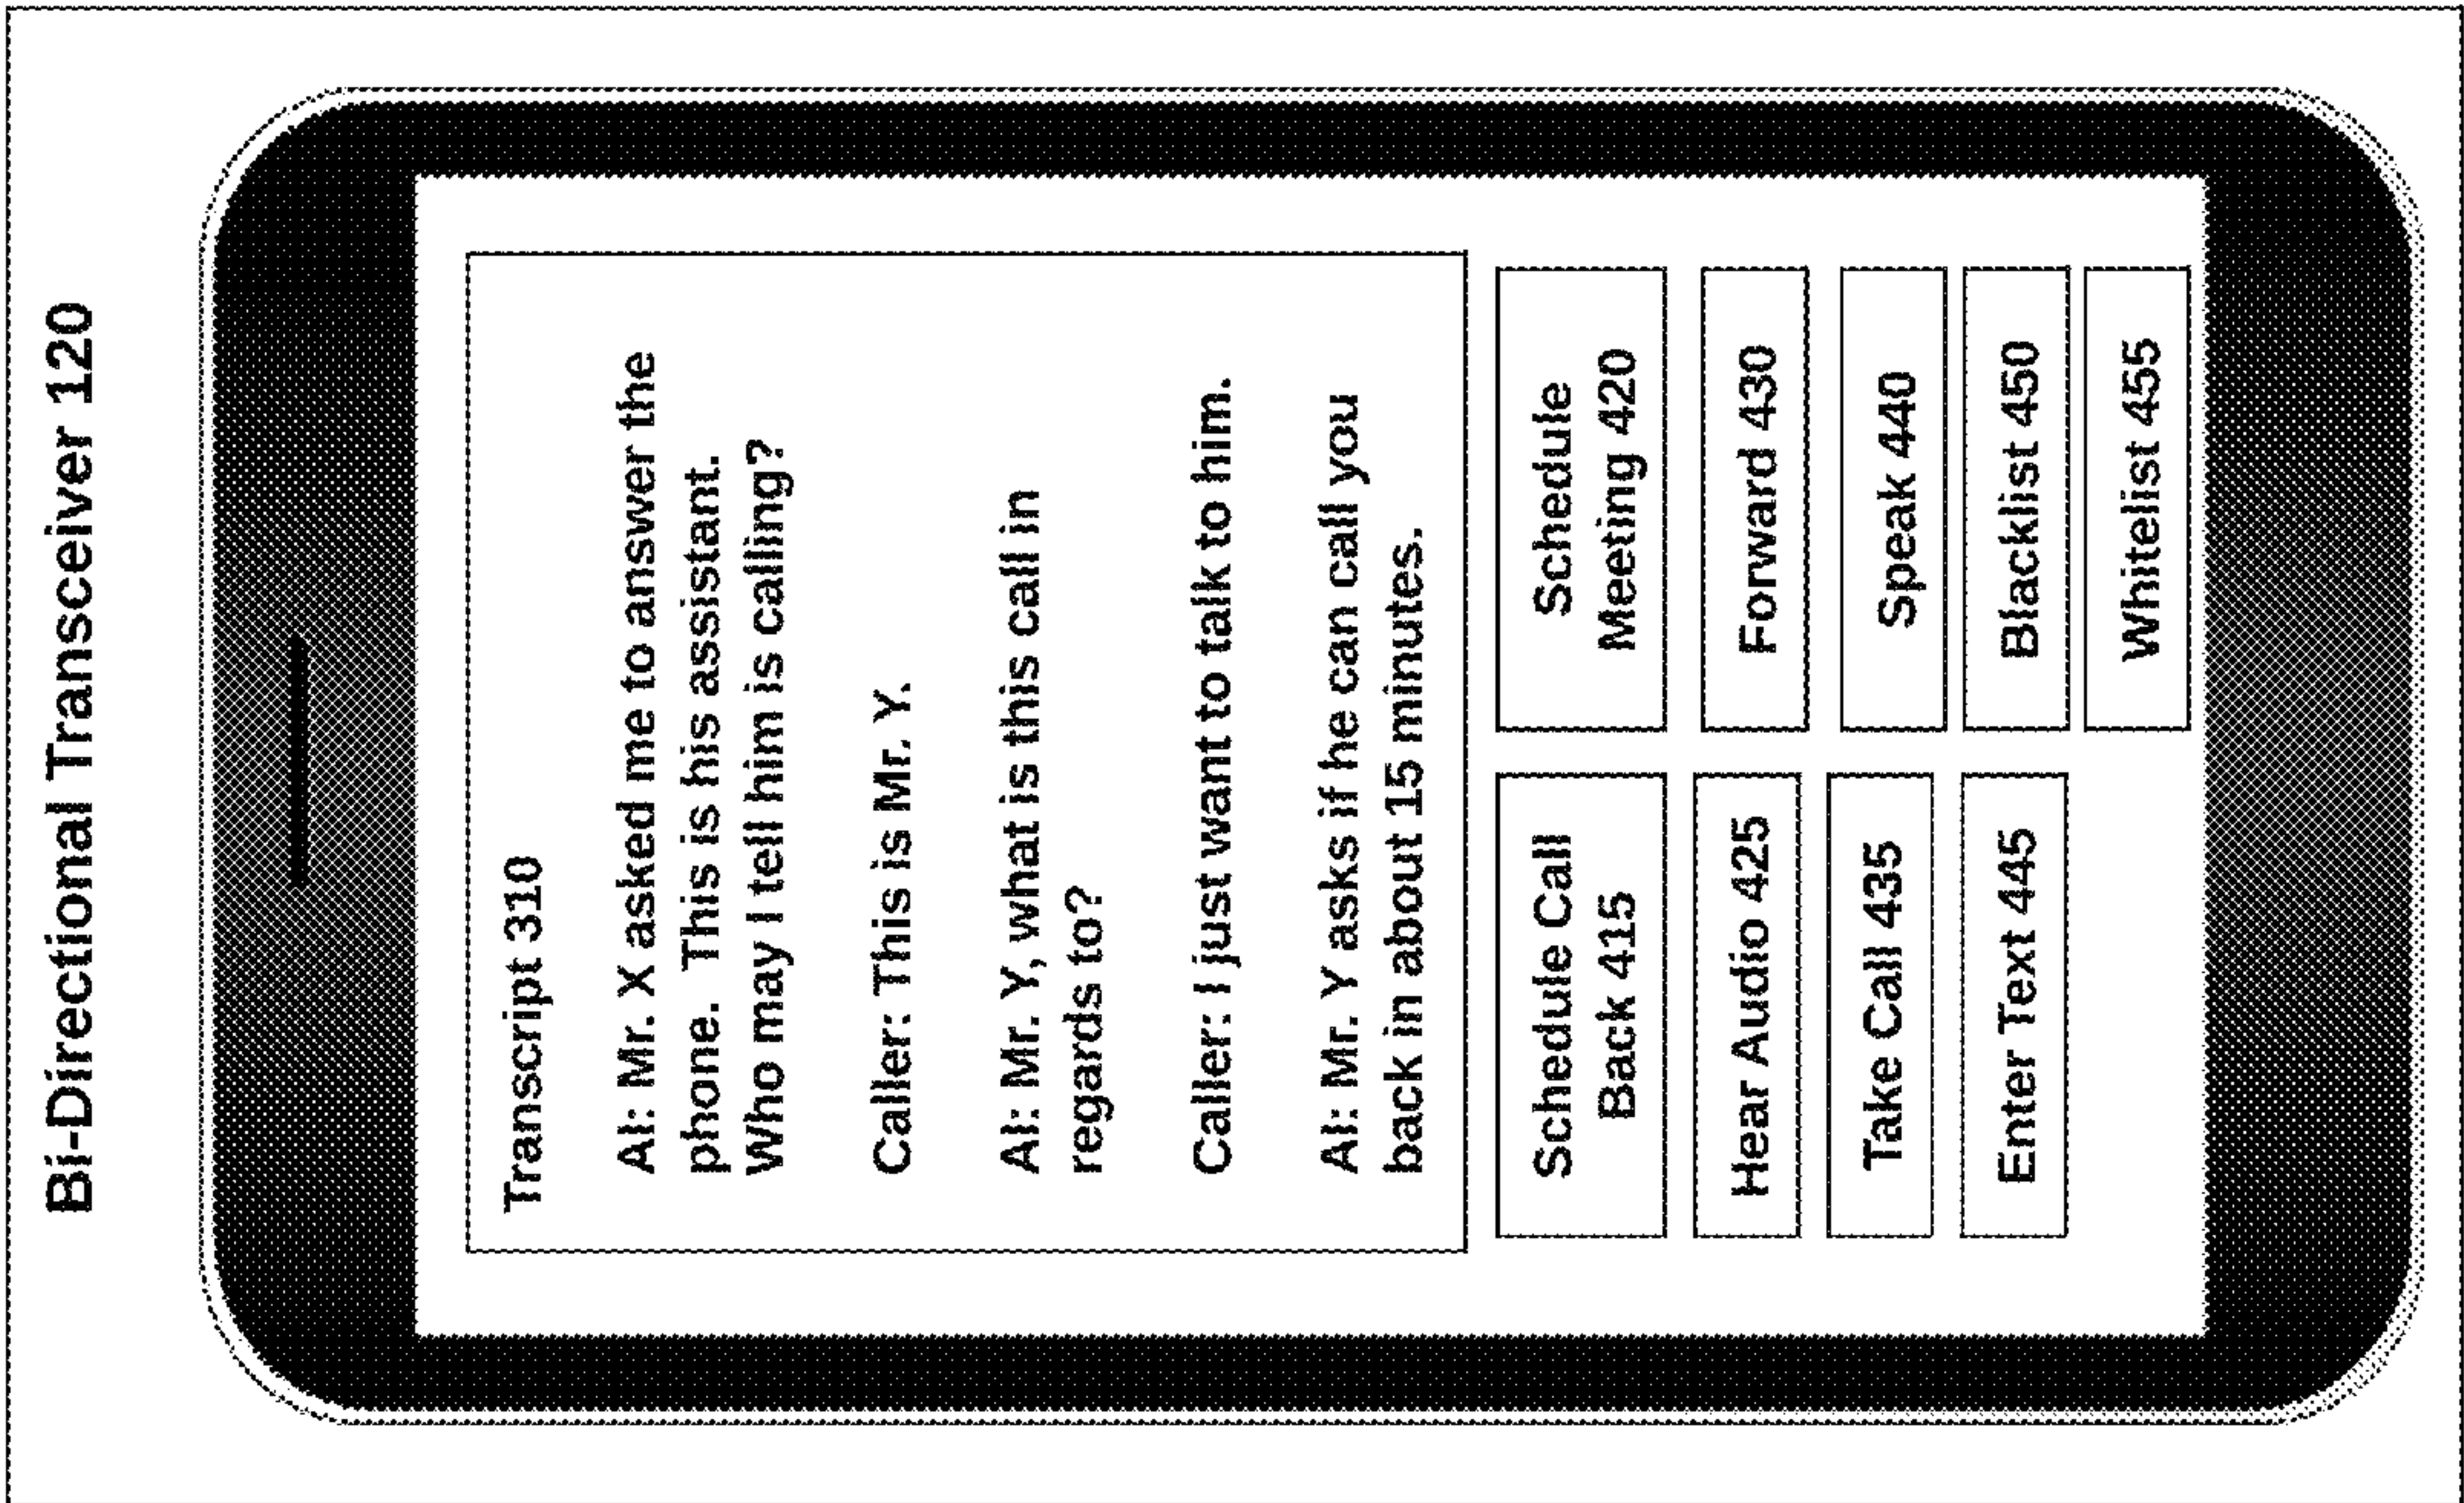 Bi-Directional Transceiver 120
Transcript 310
AI: Mr. X asked me to answer the
phone. This is his assistant.
Who may I tell him is calling?
Caller: This is Mr. Y.
AI: Mr. Y, what is this call in
regards to?
Caller: I just want to talk to him.
AI: Mr. Y asks if he can call you
back in about 15 minutes.
Schedule Call
Back 415
Schedule
Meeting 420
Hear Audio 425
Forward 430
Take Call 435
Speak 440
Enter Text 445
Blacklist 450
Whitelist 455